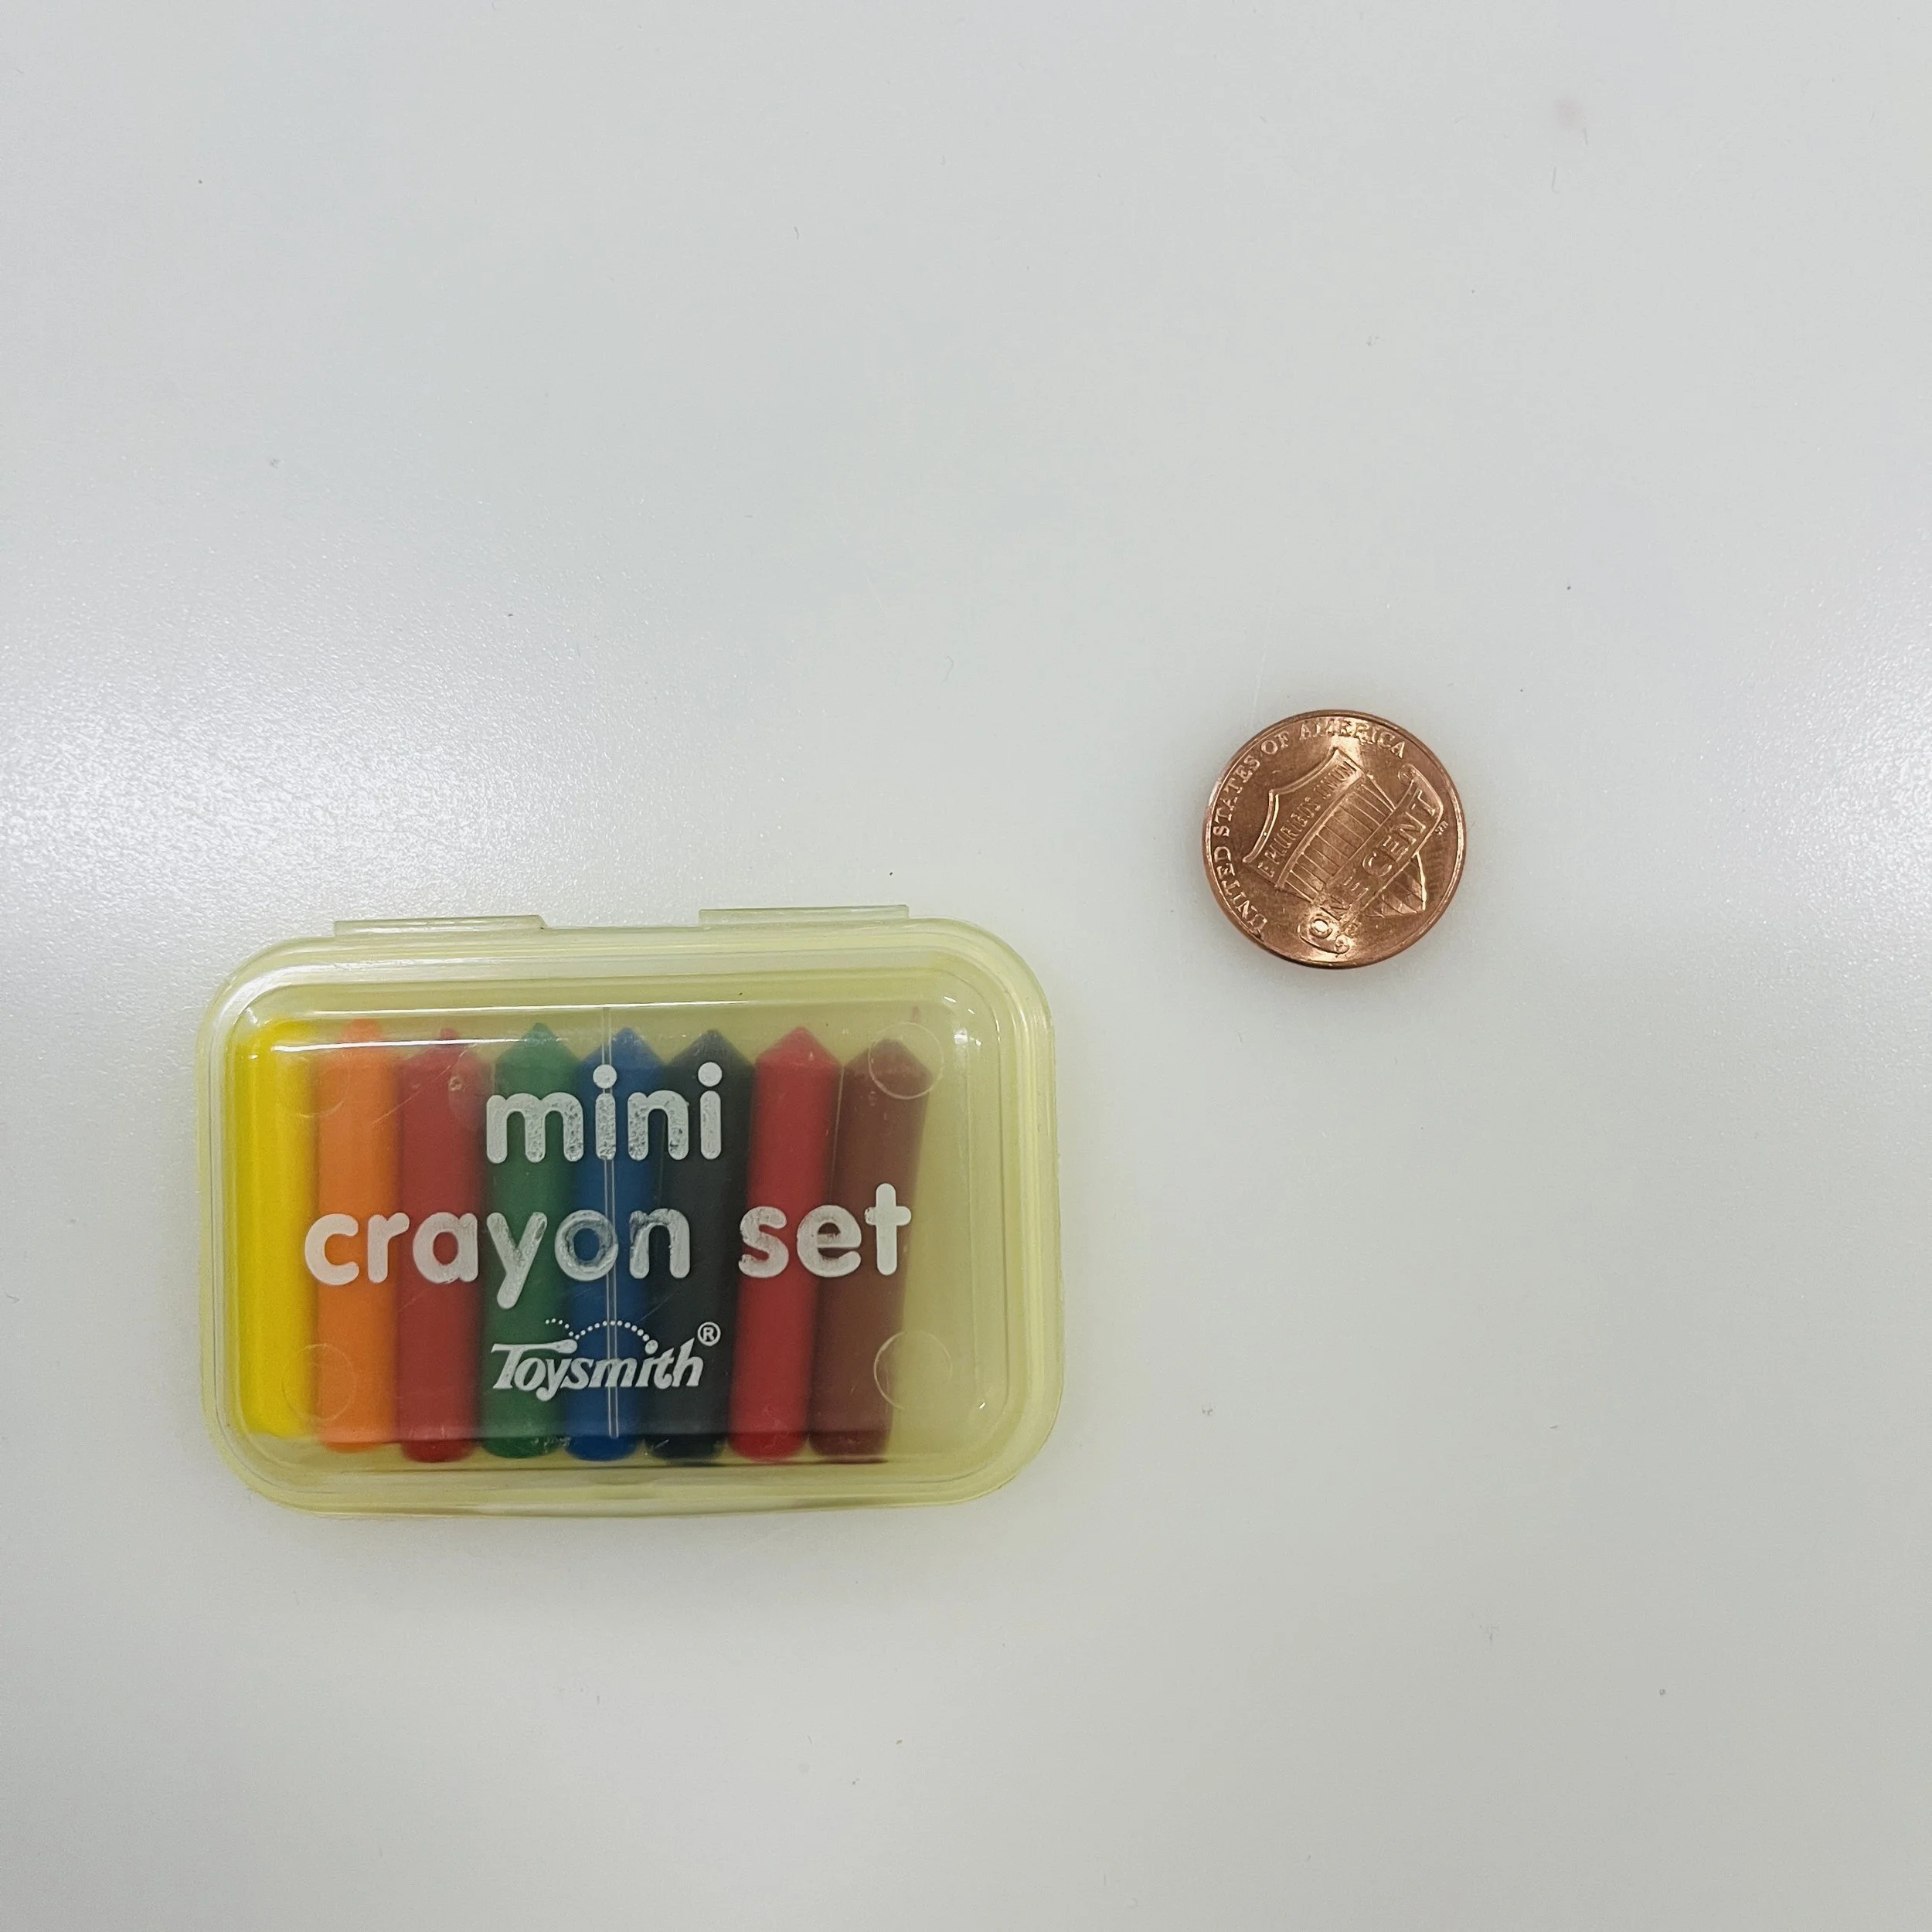 mini
crayon set
Toysmith®
UNITED STATES OF AMERICA
E PLURIBUS UNUM
ONE CENT